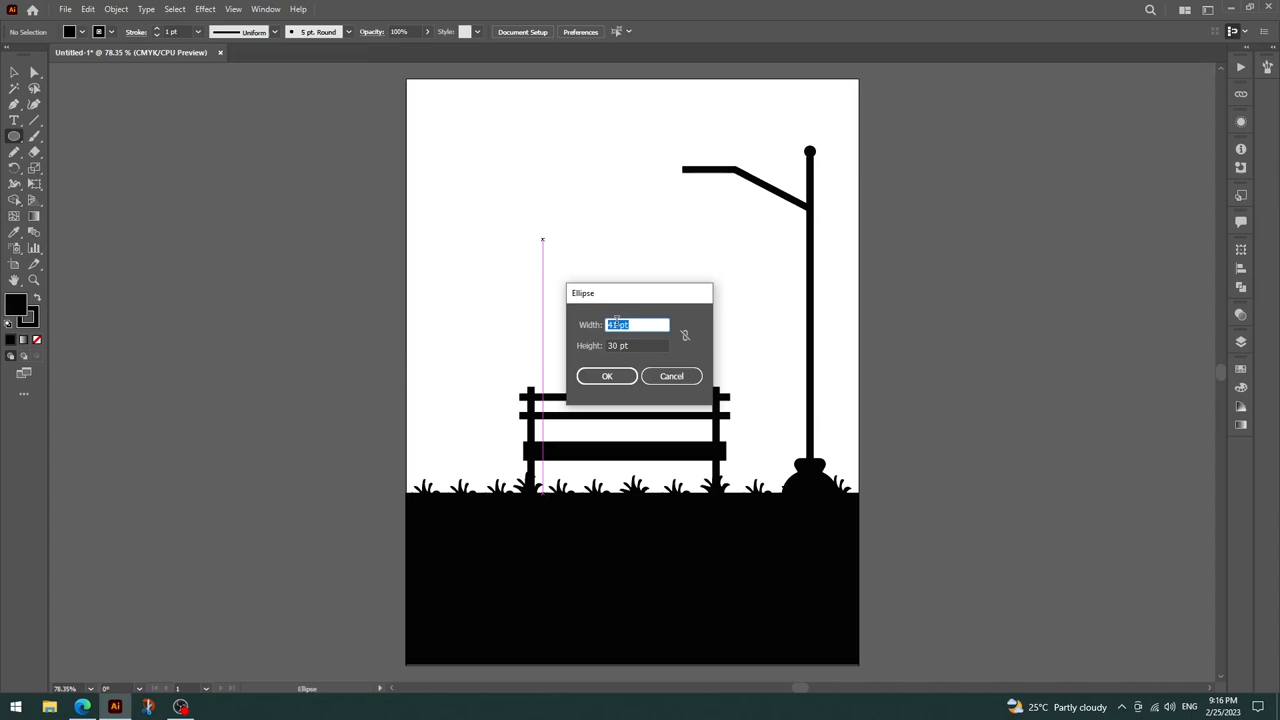 Ai
File Edit Object Type Select Effect View Window Help
No Selection Stroke: 1 pt Uniform 5 pt. Round Opacity: 100% Style: Document Setup Preferences
Untitled-1* @ 78.35 % (CMYK/CPU Preview) ×
Ellipse
Width: pt
Height: 30 pt
OK Cancel
78.35% 0° 1 Ellipse
Ai 25°C Partly cloudy 9:16 PM
2/25/2023